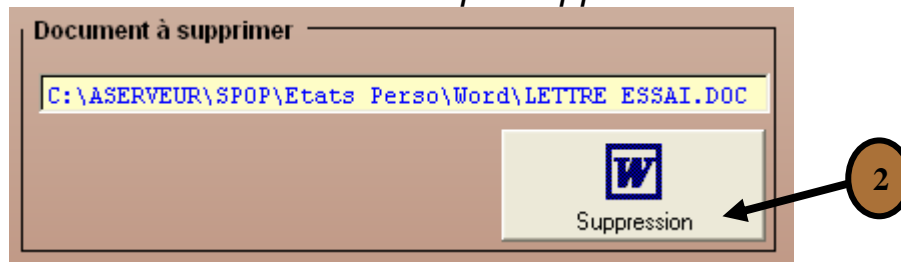 Document à supprimer
C:\ASERVEUR\SPOP\Etats Perso\Word\LETTRE ESSAI.DOC
W
Suppression
2